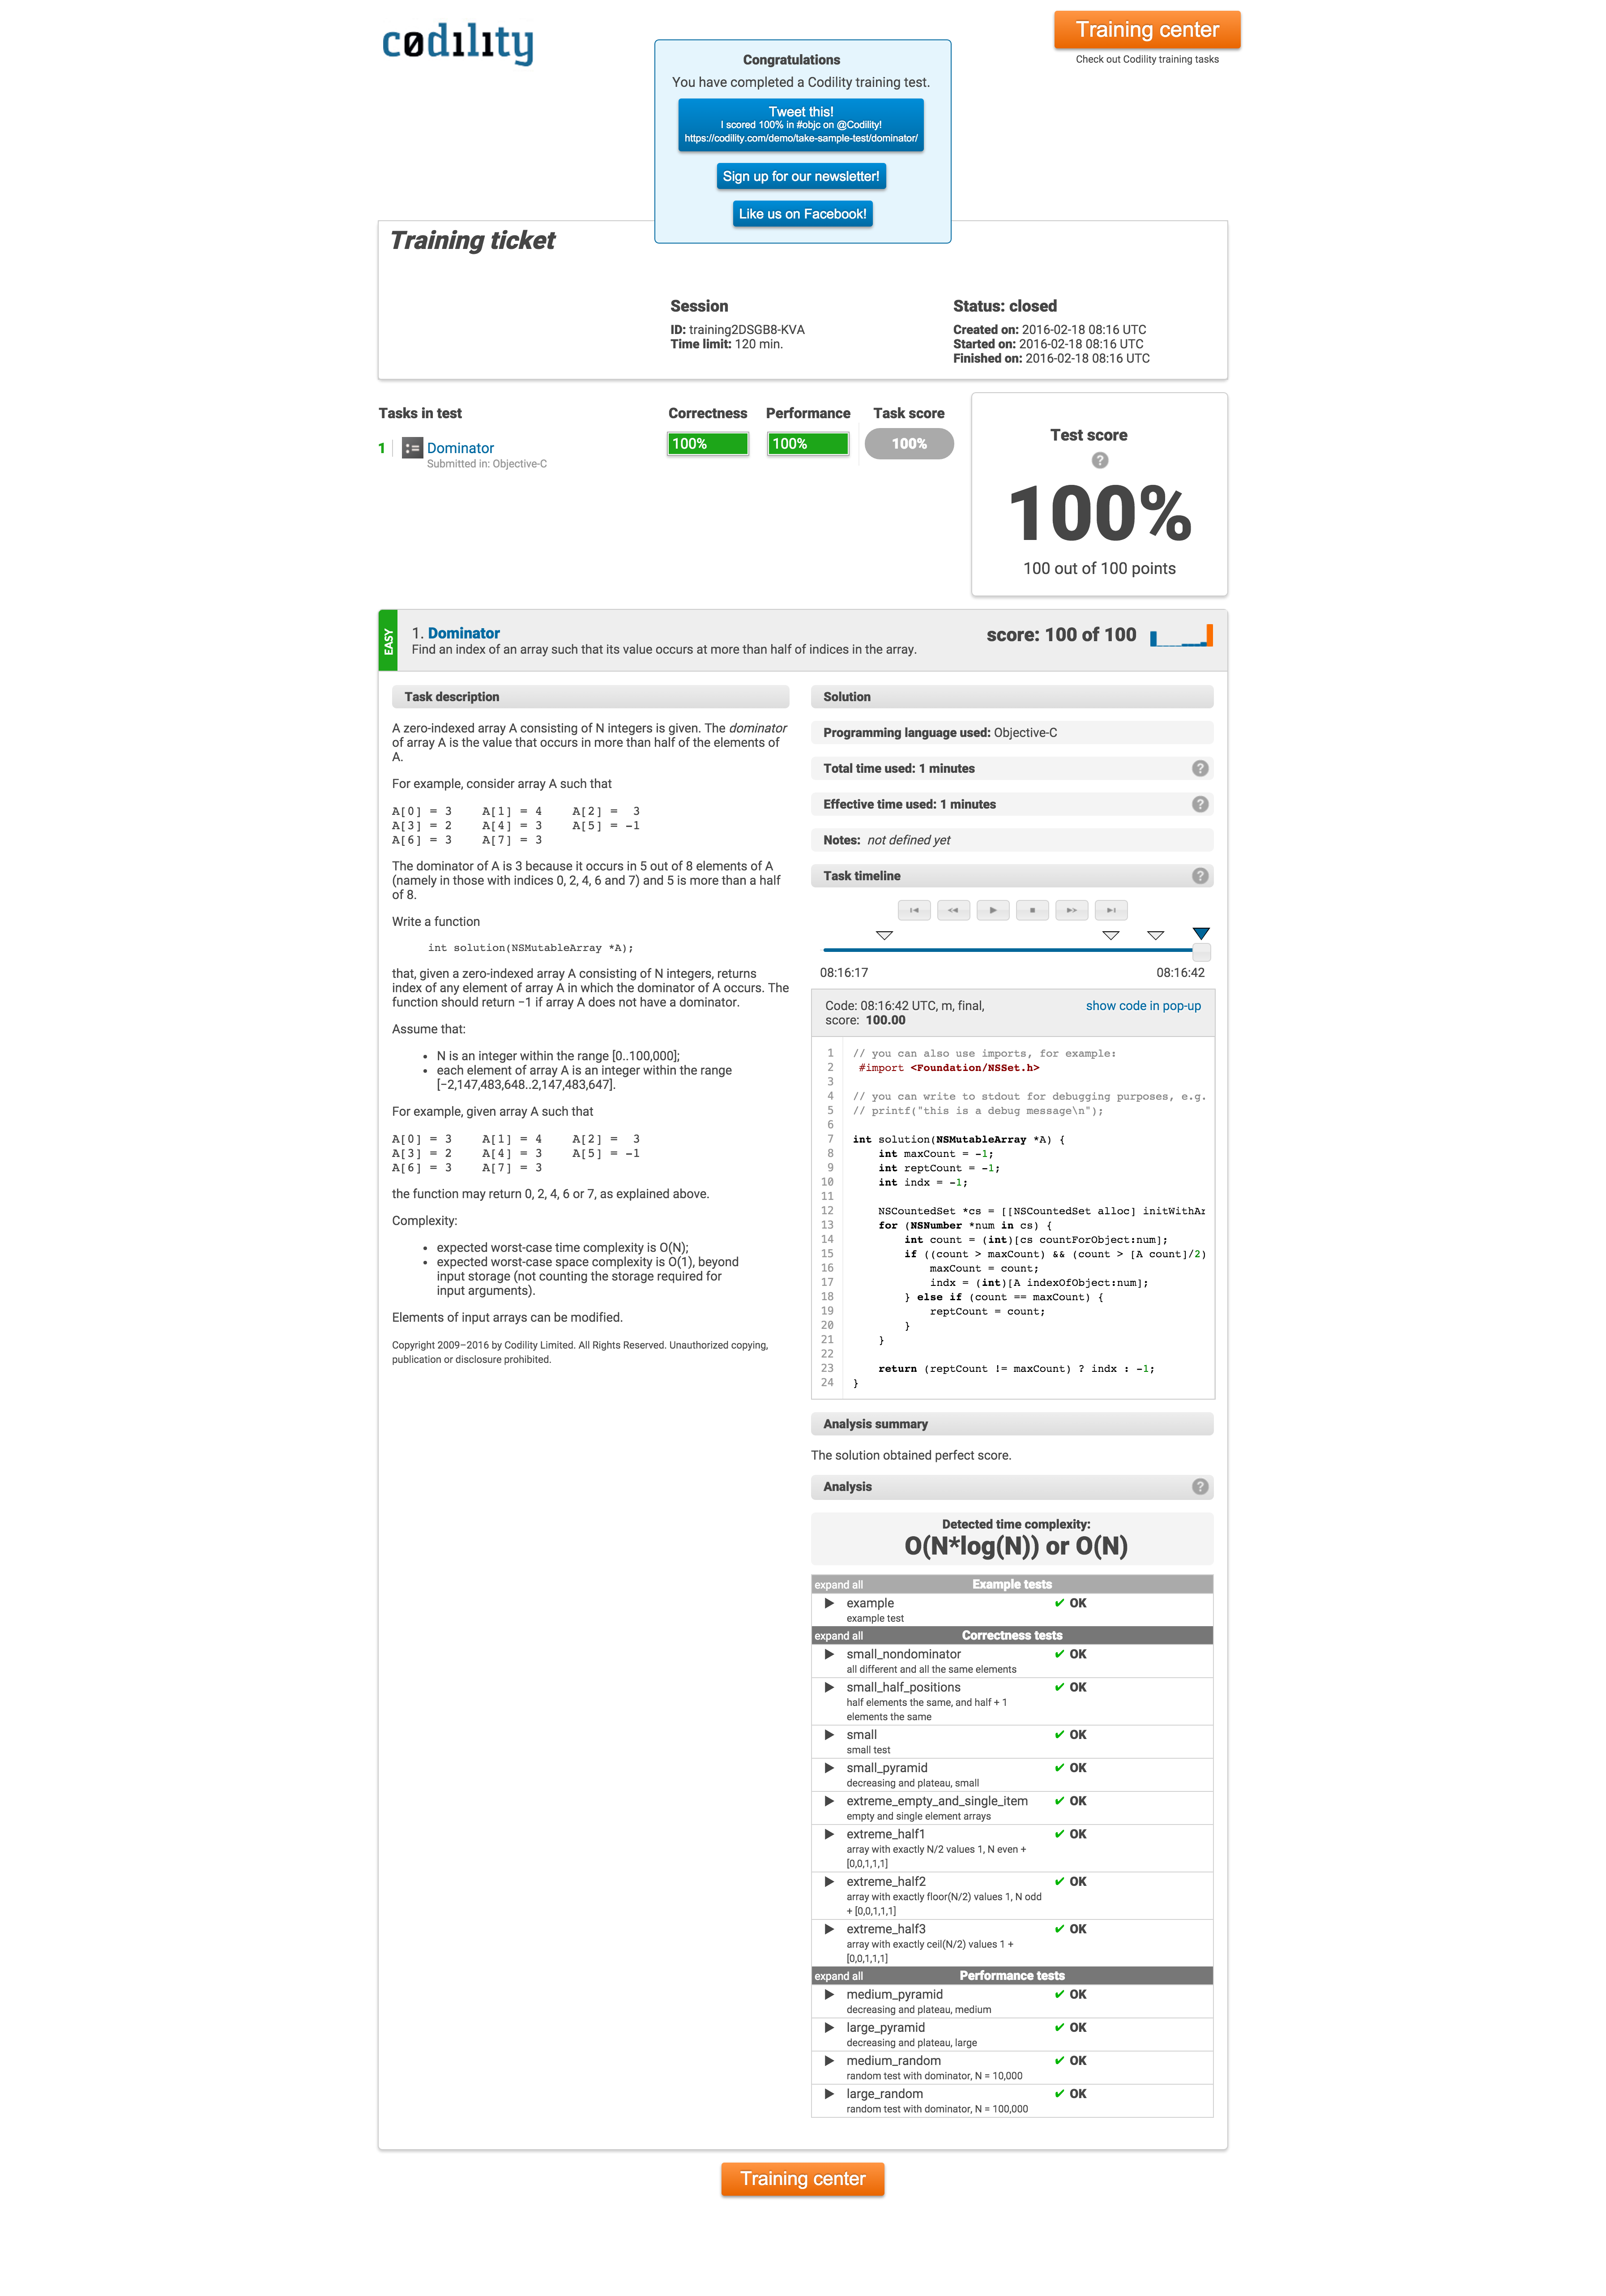 codility
Training center
Check out Codility training tasks
Congratulations
You have completed a Codility training test.
Tweet this!
I scored 100% in #objc on @Codility!
https://codility.com/demo/take-sample-test/dominator/
Sign up for our newsletter!
Like us on Facebook!
Training ticket
Session
ID: training2DSGB8-KVA
Time limit: 120 min.
Status: closed
Created on: 2016-02-18 08:16 UTC
Started on: 2016-02-18 08:16 UTC
Finished on: 2016-02-18 08:16 UTC
Tasks in test Correctness Performance Task score
1 Dominator 100% 100% 100%
Submitted in: Objective-C
Test score
?
100%
100 out of 100 points
EASY
1. Dominator
Find an index of an array such that its value occurs at more than half of indices in the array.
score: 100 of 100
Task description
A zero-indexed array A consisting of N integers is given. The dominator
of array A is the value that occurs in more than half of the elements of
A.
For example, consider array A such that
A[0] = 3 A[1] = 4 A[2] = 3
A[3] = 2 A[4] = 3 A[5] = -1
A[6] = 3 A[7] = 3
The dominator of A is 3 because it occurs in 5 out of 8 elements of A
(namely in those with indices 0, 2, 4, 6 and 7) and 5 is more than a half
of 8.
Write a function
int solution(NSMutableArray *A);
that, given a zero-indexed array A consisting of N integers, returns
index of any element of array A in which the dominator of A occurs. The
function should return −1 if array A does not have a dominator.
Assume that:
• N is an integer within the range [0..100,000];
• each element of array A is an integer within the range
[−2,147,483,648..2,147,483,647].
For example, given array A such that
A[0] = 3 A[1] = 4 A[2] = 3
A[3] = 2 A[4] = 3 A[5] = -1
A[6] = 3 A[7] = 3
the function may return 0, 2, 4, 6 or 7, as explained above.
Complexity:
• expected worst-case time complexity is O(N);
• expected worst-case space complexity is O(1), beyond
input storage (not counting the storage required for
input arguments).
Elements of input arrays can be modified.
Copyright 2009–2016 by Codility Limited. All Rights Reserved. Unauthorized copying,
publication or disclosure prohibited.
Solution
Programming language used: Objective-C
Total time used: 1 minutes ?
Effective time used: 1 minutes ?
Notes: not defined yet
Task timeline ?
08:16:17 08:16:42
Code: 08:16:42 UTC, m, final,
score: 100.00
show code in pop-up
1 // you can also use imports, for example:
2 #import <Foundation/NSSet.h>
3
4 // you can write to stdout for debugging purposes, e.g.
5 // printf("this is a debug message\n");
6
7 int solution(NSMutableArray *A) {
8 int maxCount = -1;
9 int reptCount = -1;
10 int indx = -1;
11
12 NSCountedSet *cs = [[NSCountedSet alloc] initWithAr
13 for (NSNumber *num in cs) {
14 int count = (int)[cs countForObject:num];
15 if ((count > maxCount) && (count > [A count]/2)
16 maxCount = count;
17 indx = (int)[A indexOfObject:num];
18 } else if (count == maxCount) {
19 reptCount = count;
20 }
21 }
22
23 return (reptCount != maxCount) ? indx : -1;
24 }
Analysis summary
The solution obtained perfect score.
Analysis ?
Detected time complexity:
O(N*log(N)) or O(N)
expand all Example tests
example ✔ OK
example test
expand all Correctness tests
small_nondominator ✔ OK
all different and all the same elements
small_half_positions ✔ OK
half elements the same, and half + 1
elements the same
small ✔ OK
small test
small_pyramid ✔ OK
decreasing and plateau, small
extreme_empty_and_single_item ✔ OK
empty and single element arrays
extreme_half1 ✔ OK
array with exactly N/2 values 1, N even +
[0,0,1,1,1]
extreme_half2 ✔ OK
array with exactly floor(N/2) values 1, N odd
+ [0,0,1,1,1]
extreme_half3 ✔ OK
array with exactly ceil(N/2) values 1 +
[0,0,1,1,1]
expand all Performance tests
medium_pyramid ✔ OK
decreasing and plateau, medium
large_pyramid ✔ OK
decreasing and plateau, large
medium_random ✔ OK
random test with dominator, N = 10,000
large_random ✔ OK
random test with dominator, N = 100,000
Training center